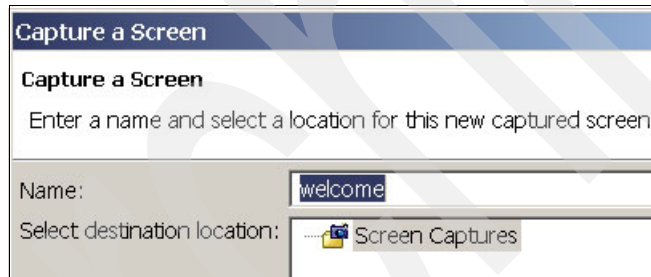 Capture a Screen
Capture a Screen
Enter a name and select a location for this new captured screen
Name: welcome
Select destination location: Screen Captures